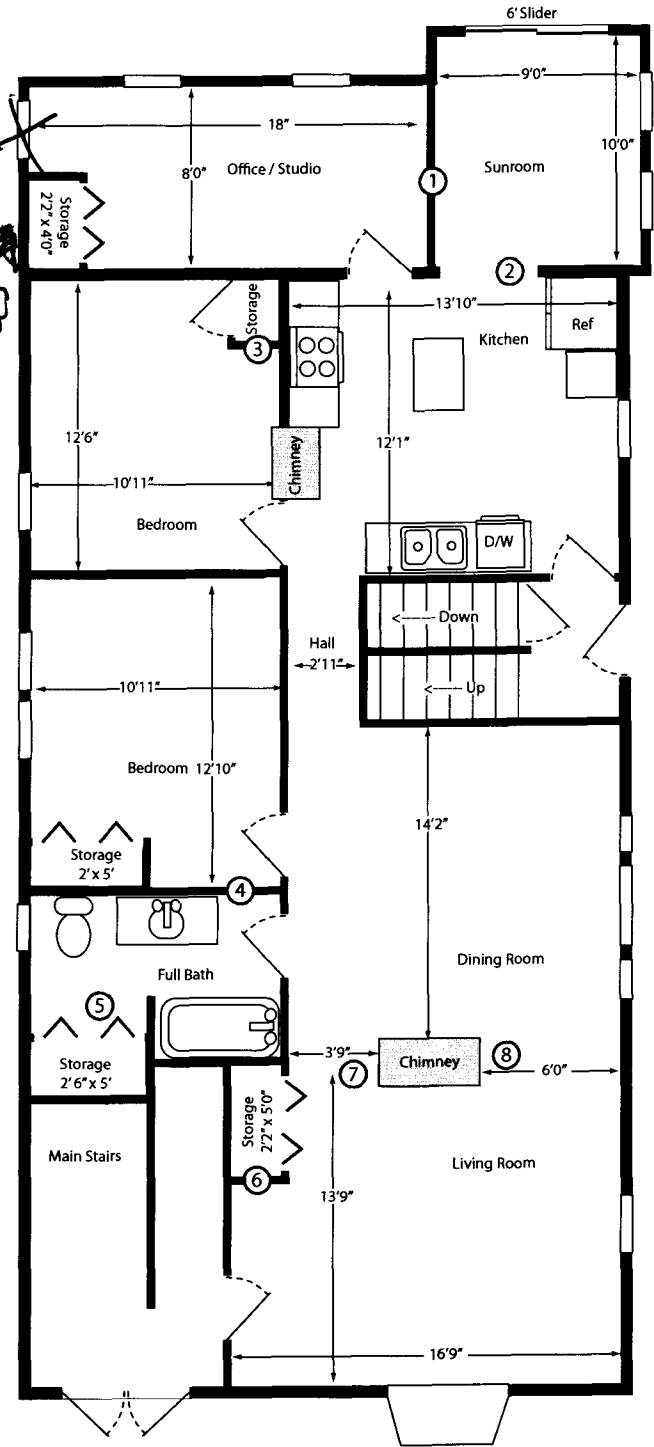 6' Slider
9'0"
18"
Office / Studio
8'0"
Sunroom
10'0"
1
Storage
2'2" x 4'0"
2
13'10"
Storage
Kitchen
Ref
3
12'6"
12'1"
Chimney
10'11"
Bedroom
D/W
Down
Hall
2'11"
Up
10'11"
Bedroom
12'10"
14'2"
Storage
2' x 5'
4
Full Bath
Dining Room
5
3'9"
Chimney
8
7
6'0"
Storage
2'6" x 5'
Storage
2'2" x 5'0"
Main Stairs
Living Room
6
13'9"
16'9"